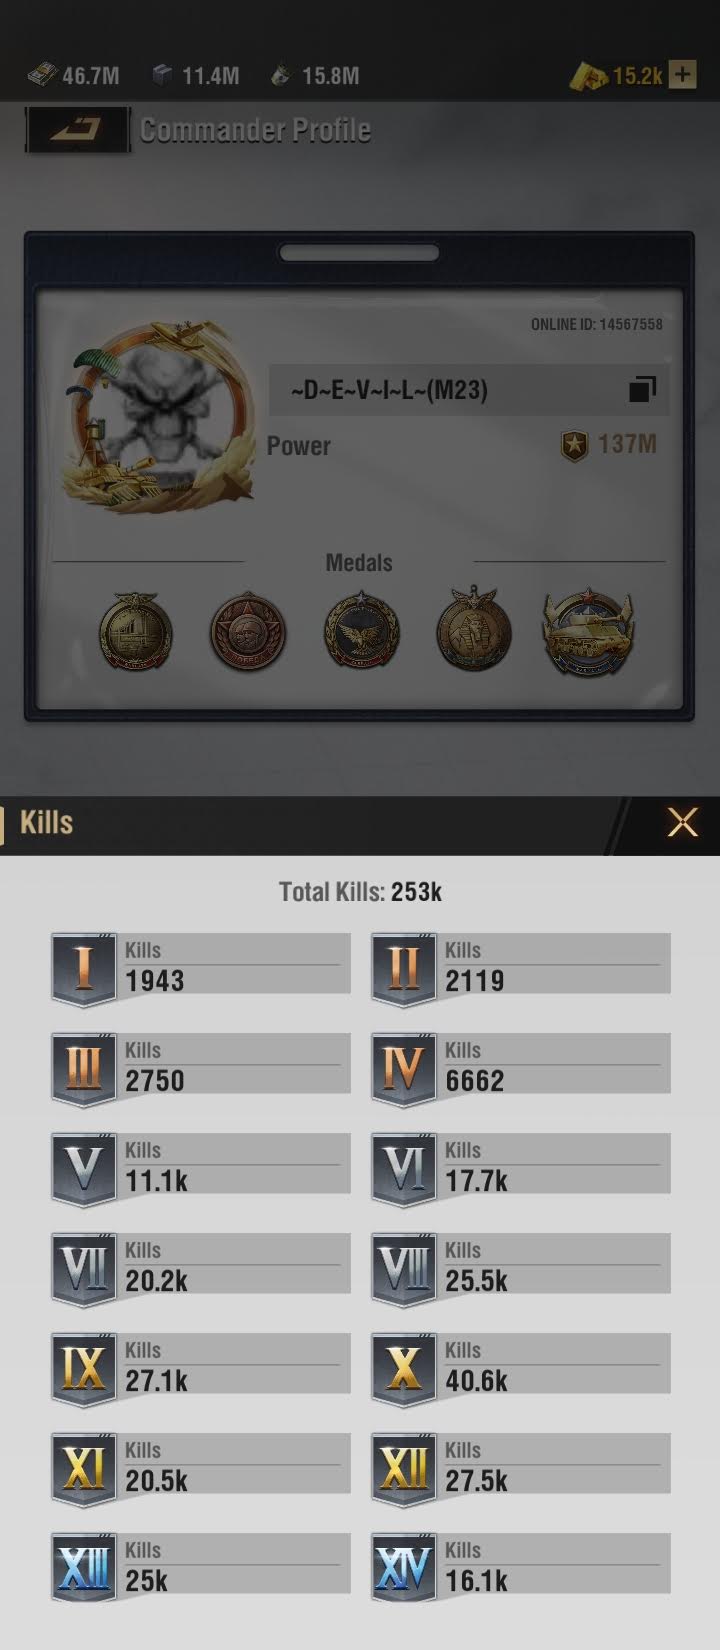 46.7M 11.4M 15.8M 15.2k +
Commander Profile
ONLINE ID: 14567558
~D~E~V~I~L~(M23)
Power 137M
Medals
Kills
Total Kills: 253k
I Kills 1943
II Kills 2119
III Kills 2750
IV Kills 6662
V Kills 11.1k
VI Kills 17.7k
VII Kills 20.2k
VIII Kills 25.5k
IX Kills 27.1k
X Kills 40.6k
XI Kills 20.5k
XII Kills 27.5k
XIII Kills 25k
XIV Kills 16.1k